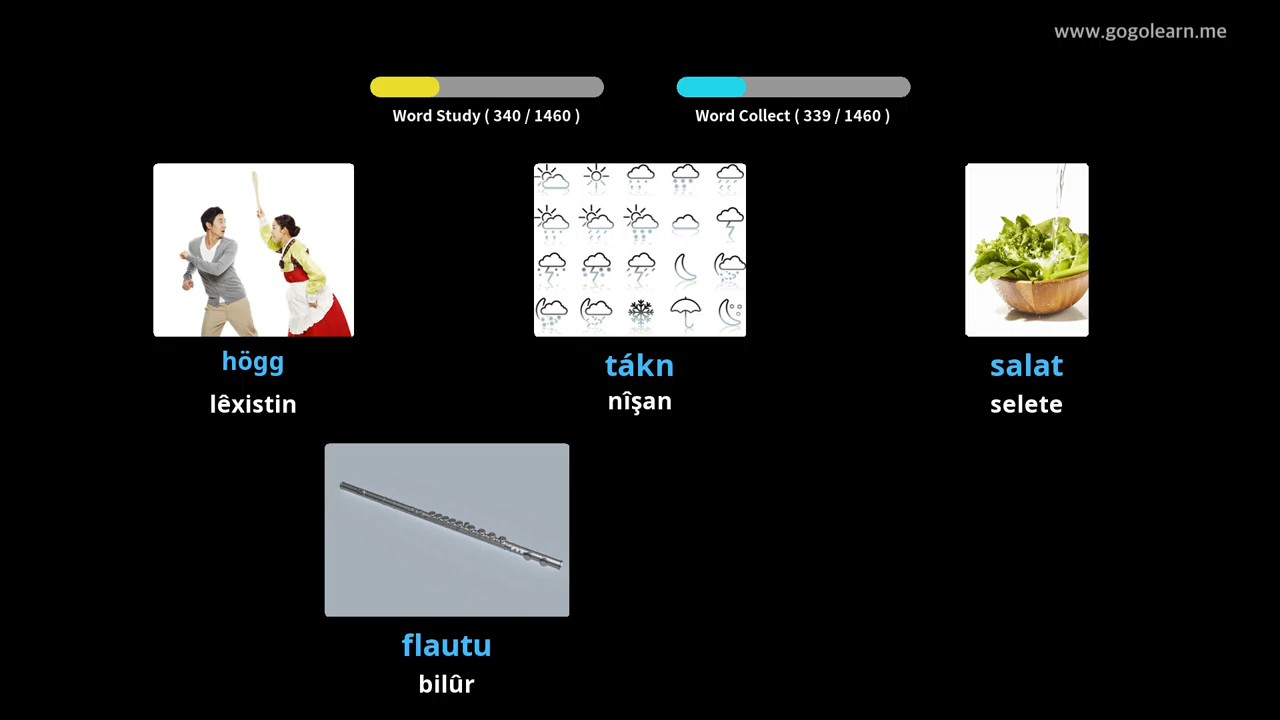 www.gogolearn.me
Word Study ( 340 / 1460 )
Word Collect ( 339 / 1460 )
högg
lêxistin
tákn
nîşan
salat
selete
flautu
bilûr